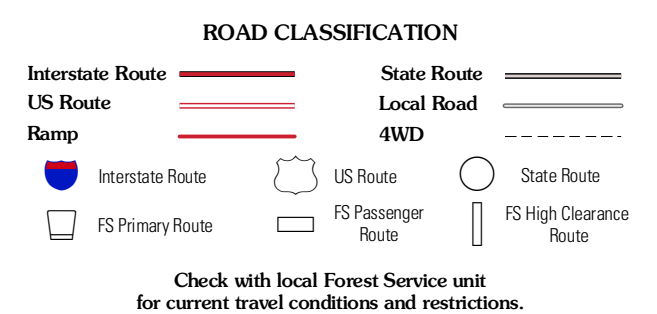 ROAD CLASSIFICATION
Interstate Route
State Route
US Route
Local Road
Ramp
4WD
Interstate Route
US Route
State Route
FS Primary Route
FS Passenger
Route
FS High Clearance
Route
Check with local Forest Service unit
for current travel conditions and restrictions.